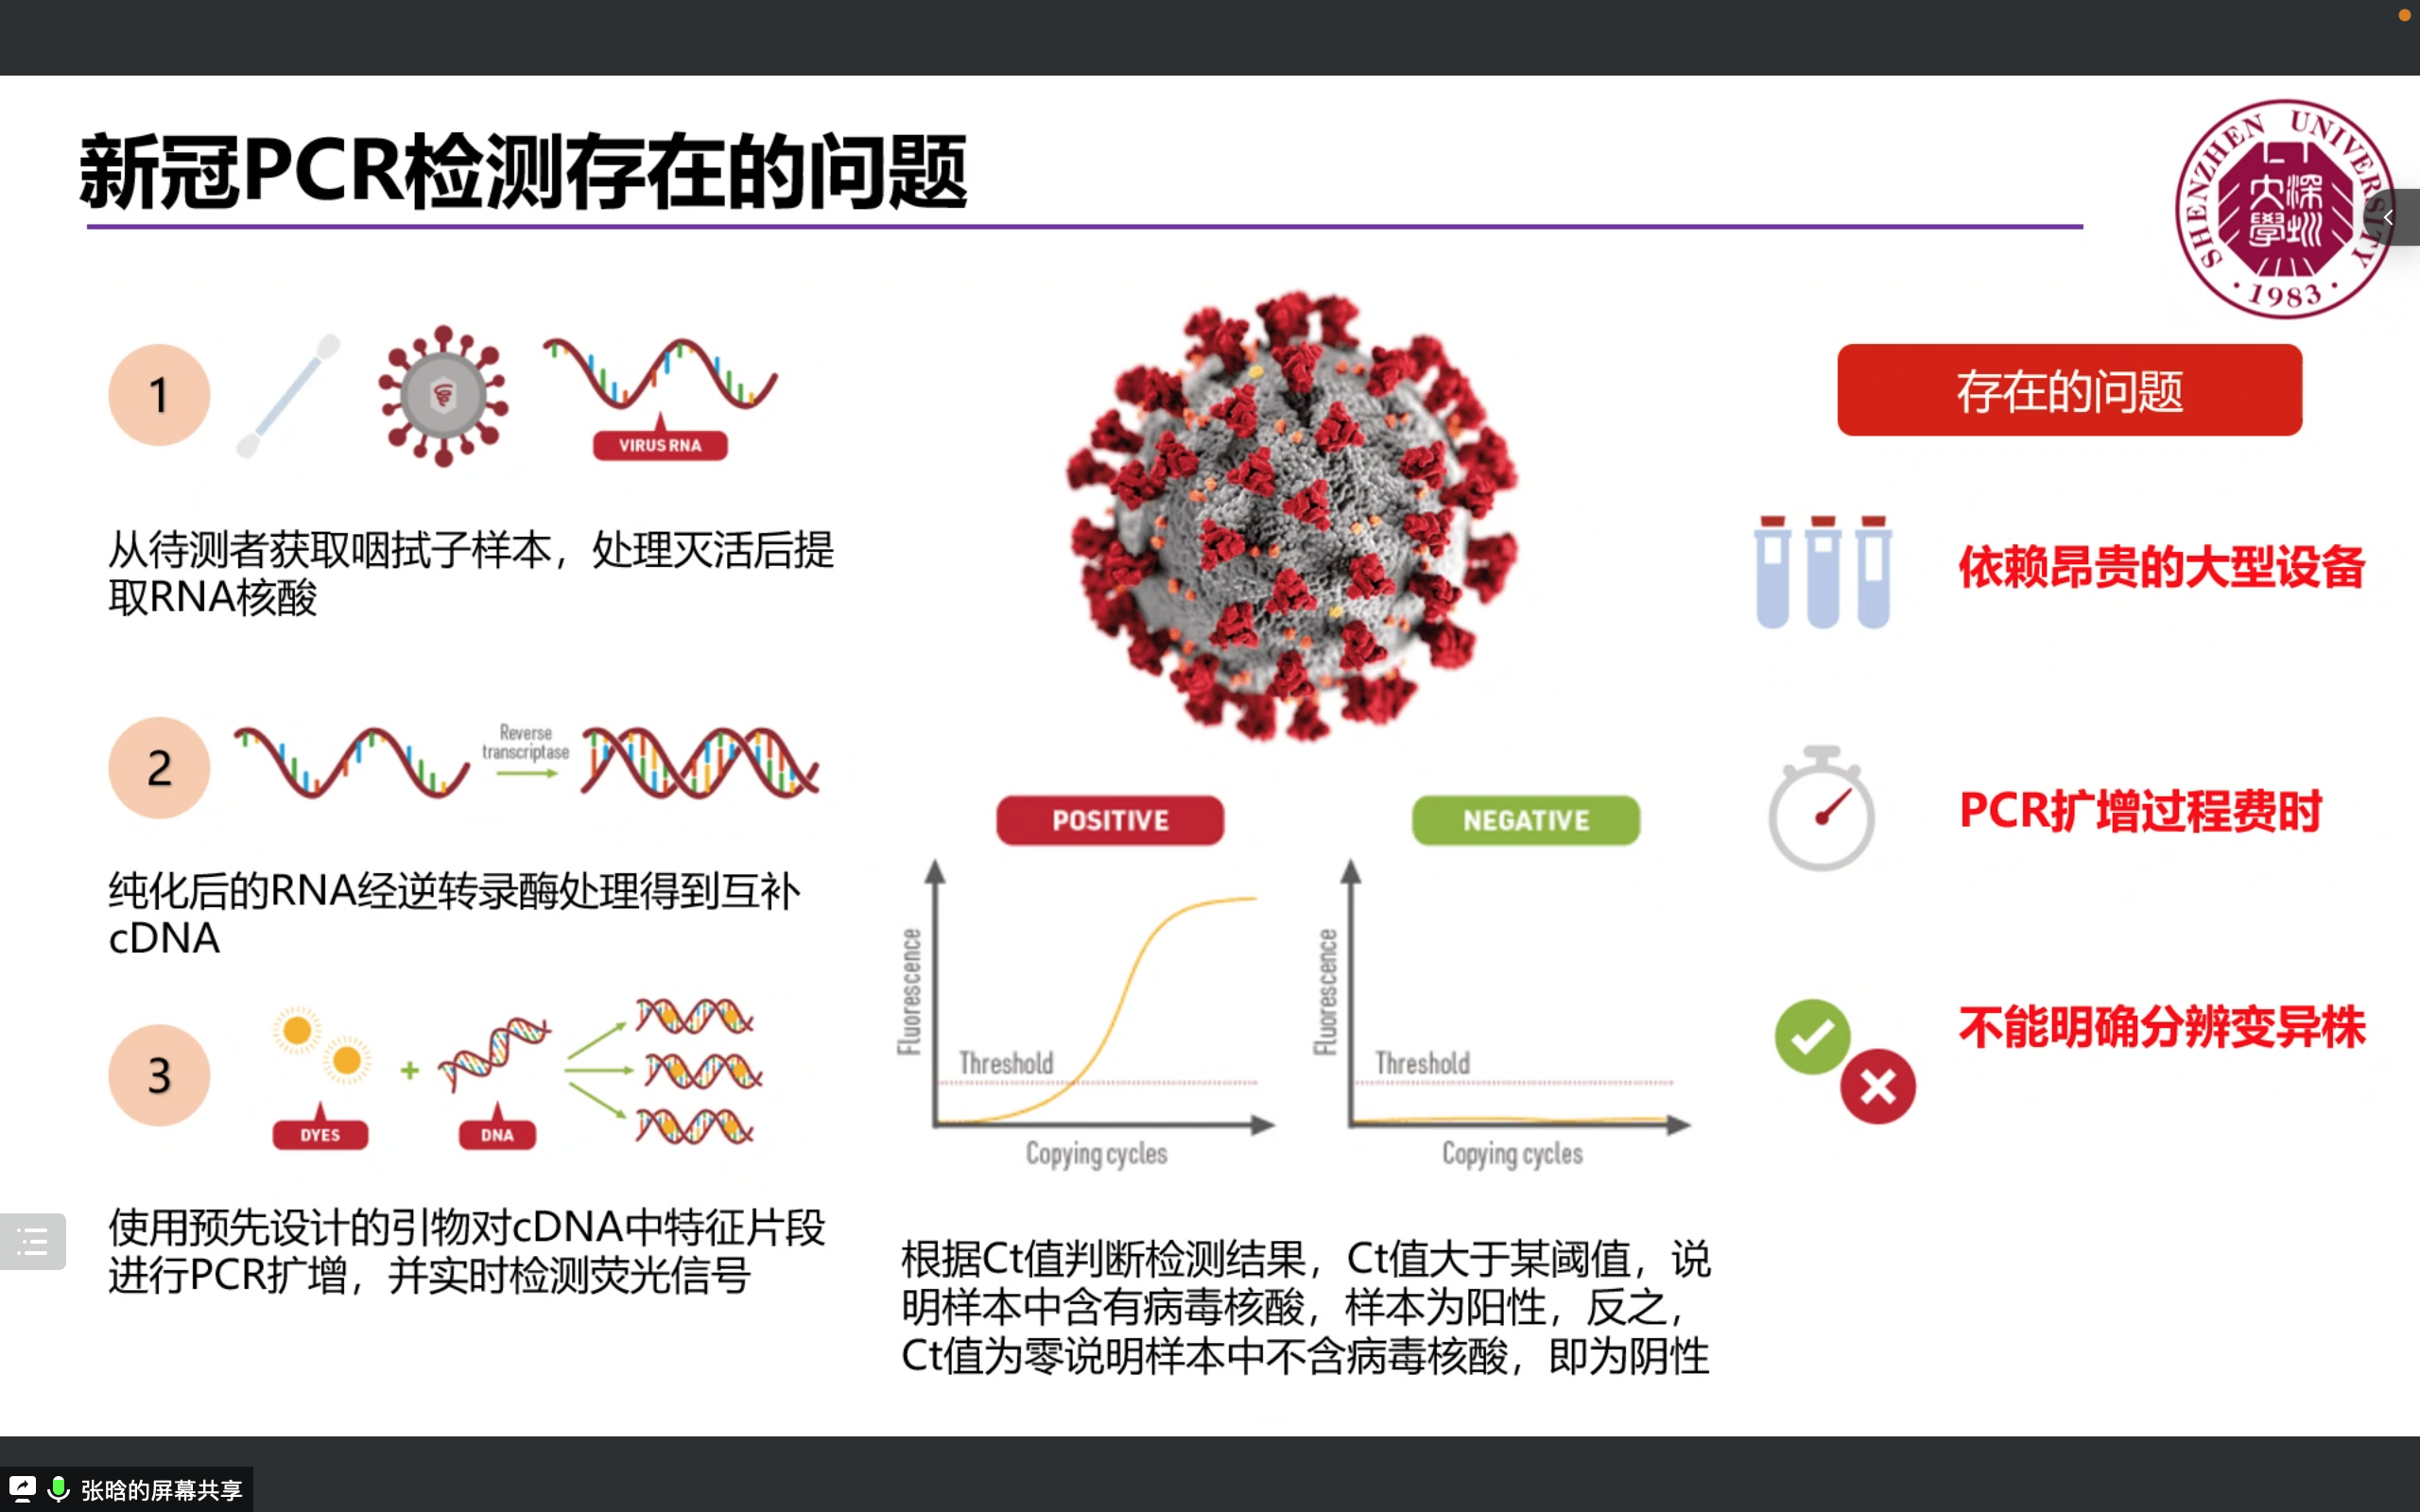 新冠PCR检测存在的问题
SHENZHEN UNIVERSITY
深圳大學
·1983·
1
VIRUS RNA
从待测者获取咽拭子样本，处理灭活后提
取RNA核酸
2
Reverse
transcriptase
纯化后的RNA经逆转录酶处理得到互补
cDNA
3
DYES
DNA
使用预先设计的引物对cDNA中特征片段
进行PCR扩增，并实时检测荧光信号
POSITIVE
Fluorescence
Threshold
Copying cycles
NEGATIVE
Fluorescence
Threshold
Copying cycles
根据Ct值判断检测结果，Ct值大于某阈值，说
明样本中含有病毒核酸，样本为阳性，反之，
Ct值为零说明样本中不含病毒核酸，即为阴性
存在的问题
依赖昂贵的大型设备
PCR扩增过程费时
不能明确分辨变异株
张晗的屏幕共享